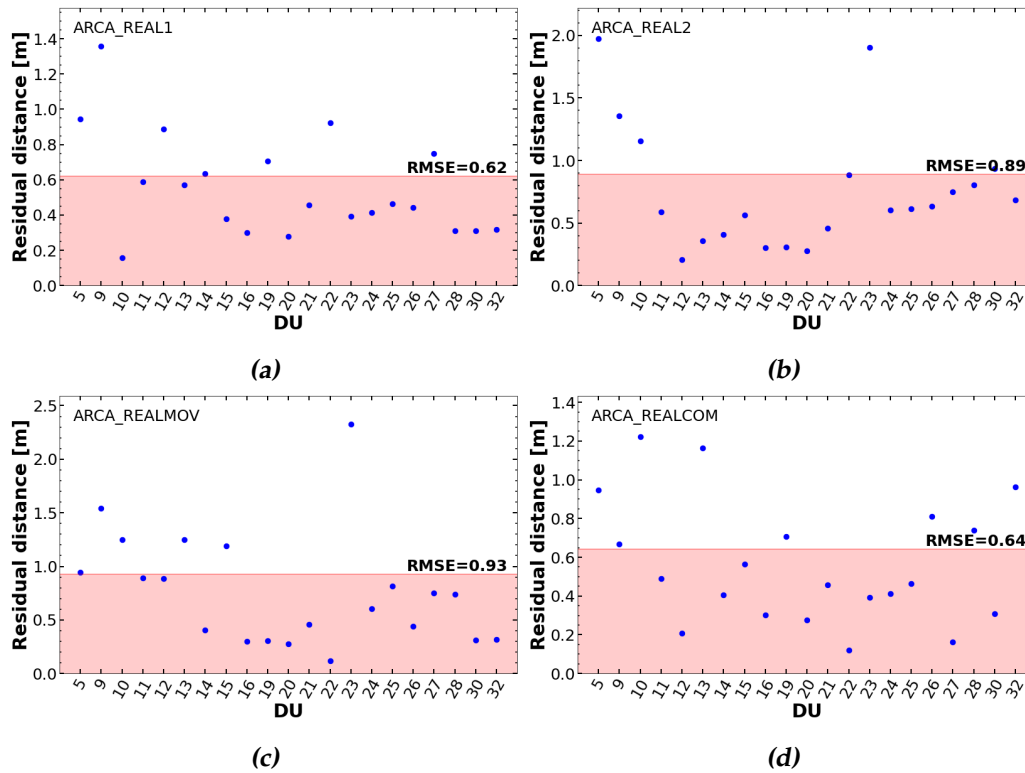 ARCA_REAL1
1.4
1.2
1.0
0.8
0.6
0.4
0.2
0.0
Residual distance [m]
RMSE=0.62
5 9 10 11 12 13 14 15 16 19 20 21 22 23 24 25 26 27 28 30 32
DU
(a)
ARCA_REAL2
2.0
1.5
1.0
0.5
0.0
Residual distance [m]
RMSE=0.89
5 9 10 11 12 13 14 15 16 19 20 21 22 23 24 25 26 27 28 30 32
DU
(b)
ARCA_REALMOV
2.5
2.0
1.5
1.0
0.5
0.0
Residual distance [m]
RMSE=0.93
5 9 10 11 12 13 14 15 16 19 20 21 22 23 24 25 26 27 28 30 32
DU
(c)
ARCA_REALCOM
1.4
1.2
1.0
0.8
0.6
0.4
0.2
0.0
Residual distance [m]
RMSE=0.64
5 9 10 11 12 13 14 15 16 19 20 21 22 23 24 25 26 27 28 30 32
DU
(d)